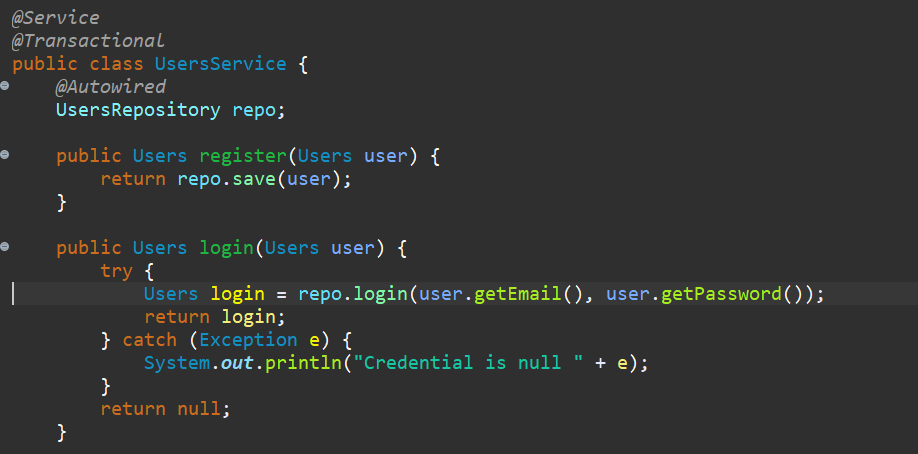 @Service
@Transactional
public class UsersService {
    @Autowired
    UsersRepository repo;

    public Users register(Users user) {
        return repo.save(user);
    }

    public Users login(Users user) {
        try {
            Users login = repo.login(user.getEmail(), user.getPassword());
            return login;
        } catch (Exception e) {
            System.out.println("Credential is null " + e);
        }
        return null;
    }